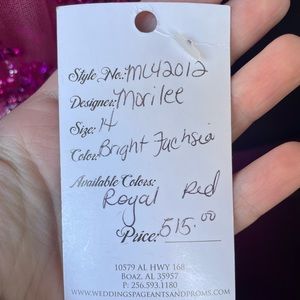 Style No.: ML42012
Designer: Morilee
Size: 14
Color: Bright Fuchsia
Available Colors:
Royal Red
Price: 515.00
10579 AL HWY 168
BOAZ, AL 35957
P: 256.593.1180
WWW.WEDDINGSPAGEANTSANDPROMS.COM